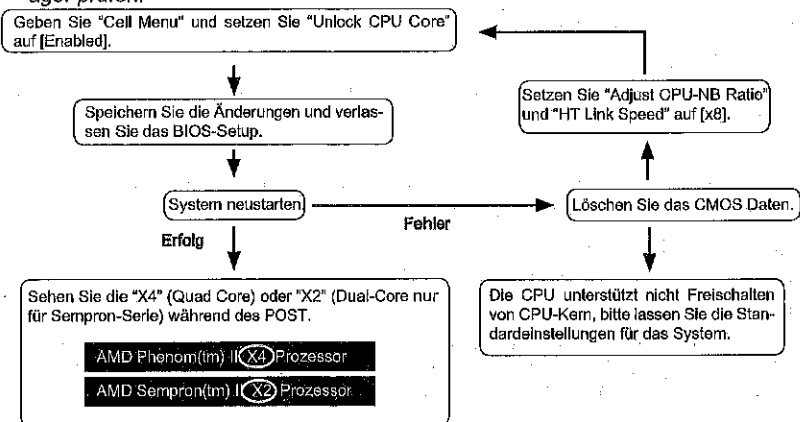 Geben Sie "Cell Menu" und setzen Sie "Unlock CPU Core"
auf [Enabled].
Speichern Sie die Änderungen und verlas-
sen Sie das BIOS-Setup.
System neustarten.
Erfolg
Sehen Sie die "X4" (Quad Core) oder "X2" (Dual-Core nur
für Sempron-Serie) während des POST.
AMD Phenom(tm) II X4 Prozessor
AMD Sempron(tm) II X2 Prozessor
Fehler
Löschen Sie das CMOS Daten.
Setzen Sie "Adjust CPU-NB Ratio"
und "HT Link Speed" auf [x8].
Die CPU unterstützt nicht Freischalten
von CPU-Kern, bitte lassen Sie die Stan-
dardeinstellungen für das System.